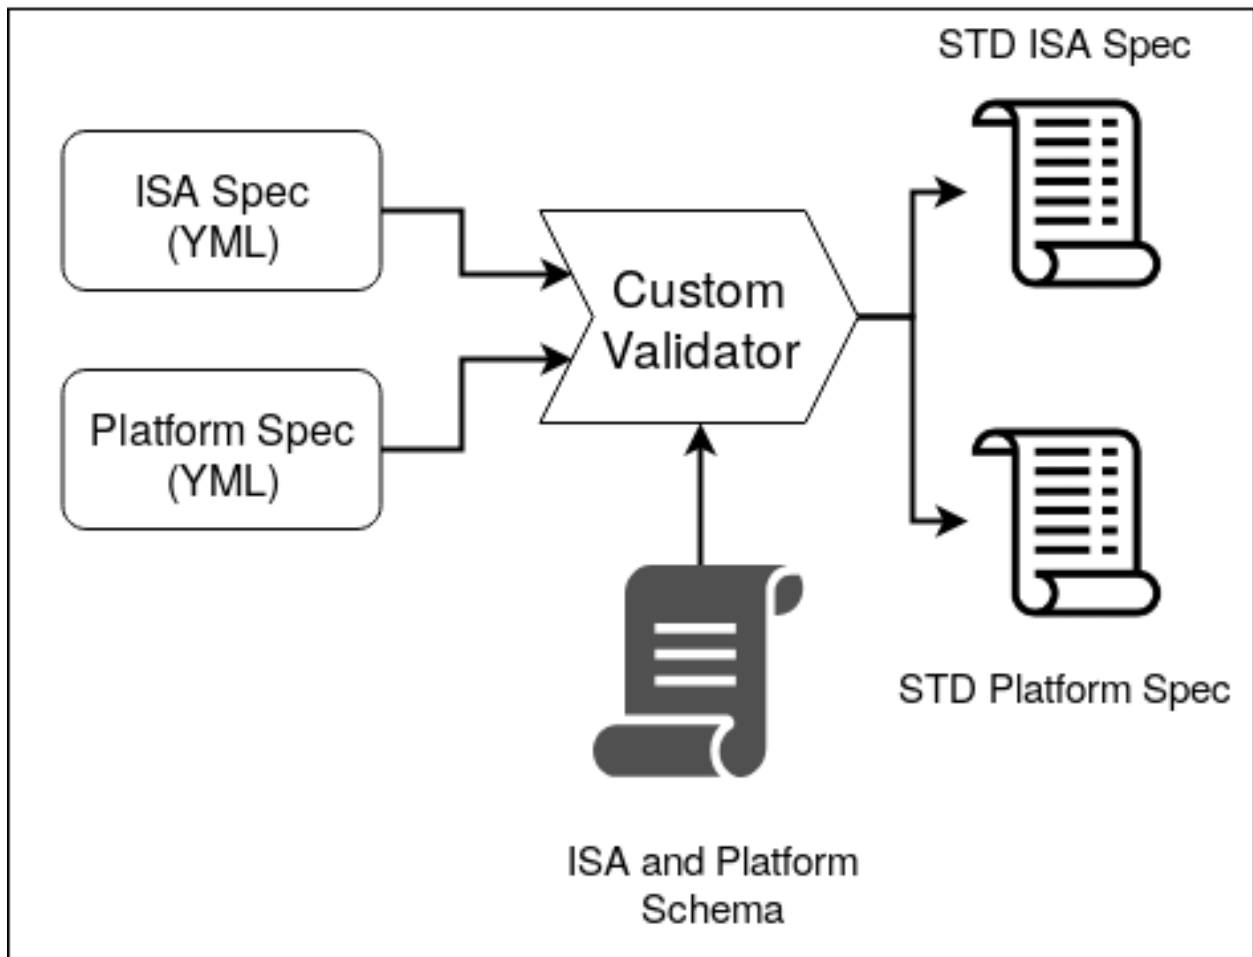 STD ISA Spec
ISA Spec
(YML)
Custom
Validator
Platform Spec
(YML)
STD Platform Spec
ISA and Platform
Schema